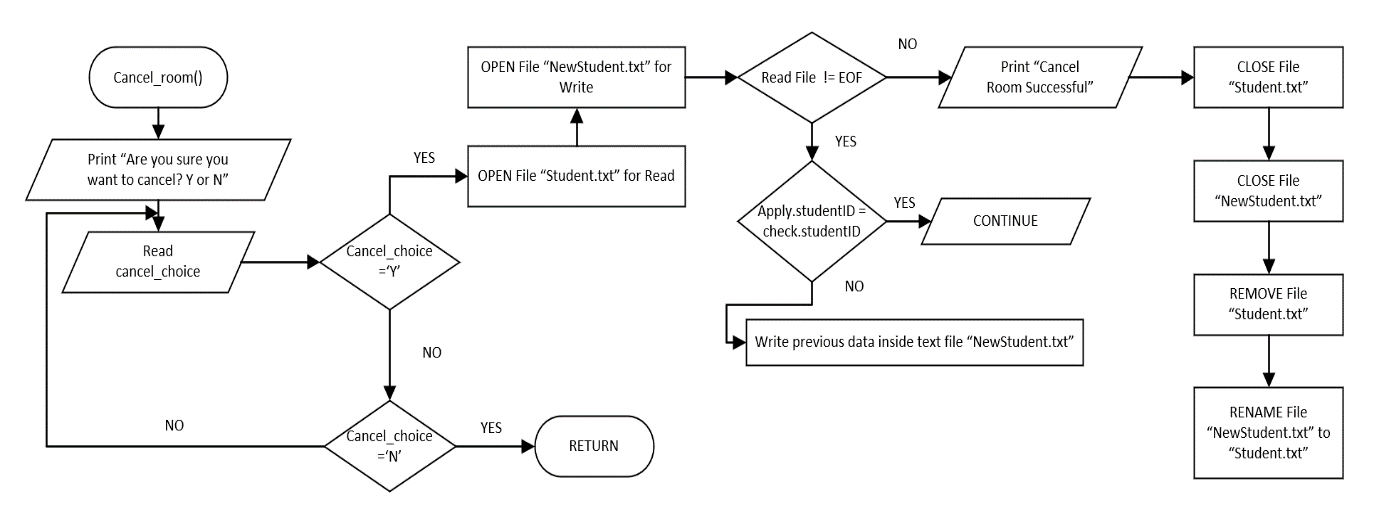 Cancel_room()
Print “Are you sure you
want to cancel? Y or N”
Read
cancel_choice
Cancel_choice
=‘Y’
YES
NO
Cancel_choice
=‘N’
NO
YES
RETURN
OPEN File “Student.txt” for Read
OPEN File “NewStudent.txt” for
Write
Read File != EOF
NO
YES
Print “Cancel
Room Successful”
Apply.studentID =
check.studentID
YES
CONTINUE
NO
Write previous data inside text file “NewStudent.txt”
CLOSE File
“Student.txt”
CLOSE File
“NewStudent.txt”
REMOVE File
“Student.txt”
RENAME File
“NewStudent.txt” to
“Student.txt”